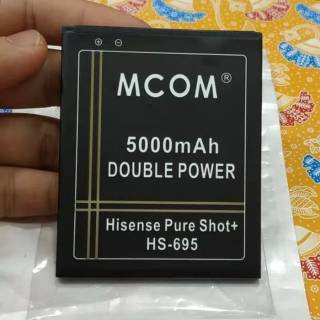 MCOM®
5000mAh
DOUBLE POWER
Hisense Pure Shot+
HS-695